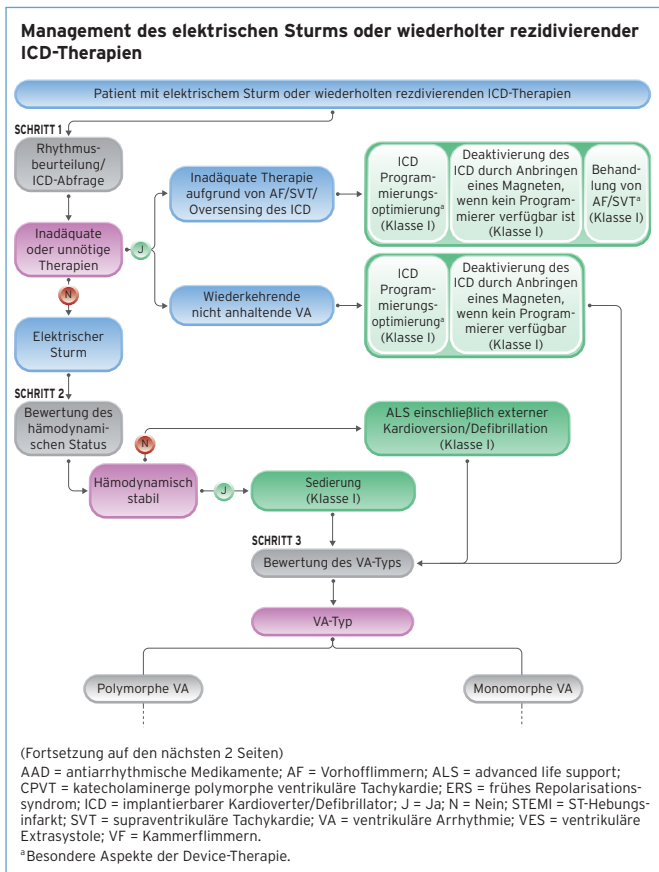 Management des elektrischen Sturms oder wiederholter rezidivierender
ICD-Therapien
Patient mit elektrischem Sturm oder wiederholten rezdivierenden ICD-Therapien
SCHRITT 1
Rhythmus-
beurteilung/
ICD-Abfrage
Inadäquate
oder unnötige
Therapien
J
Inadäquate Therapie
aufgrund von AF/SVT/
Oversensing des ICD
ICD
Programmie-
rungs-
optimierungᵃ
(Klasse I)
Deaktivierung des
ICD durch Anbringen
eines Magneten,
wenn kein Program-
mierer verfügbar ist
(Klasse I)
Behand-
lung von
AF/SVTᵃ
(Klasse I)
N
Wiederkehrende
nicht anhaltende VA
ICD
Programmie-
rungs-
optimierungᵃ
(Klasse I)
Deaktivierung des
ICD durch Anbringen
eines Magneten,
wenn kein Program-
mierer verfügbar
(Klasse I)
Elektrischer
Sturm
SCHRITT 2
Bewertung des
hämodynami-
schen Status
N
ALS einschließlich externer
Kardioversion/Defibrillation
(Klasse I)
Hämodynamisch
stabil
J
Sedierung
(Klasse I)
SCHRITT 3
Bewertung des VA-Typs
VA-Typ
Polymorphe VA
Monomorphe VA
(Fortsetzung auf den nächsten 2 Seiten)
AAD = antiarrhythmische Medikamente; AF = Vorhofflimmern; ALS = advanced life support;
CPVT = katecholaminerge polymorphe ventrikuläre Tachykardie; ERS = frühes Repolarisations-
syndrom; ICD = implantierbarer Kardioverter/Defibrillator; J = Ja; N = Nein; STEMI = ST-Hebungs-
infarkt; SVT = supraventrikuläre Tachykardie; VA = ventrikuläre Arrhythmie; VES = ventrikuläre
Extrasystole; VF = Kammerflimmern.
ᵃBesondere Aspekte der Device-Therapie.